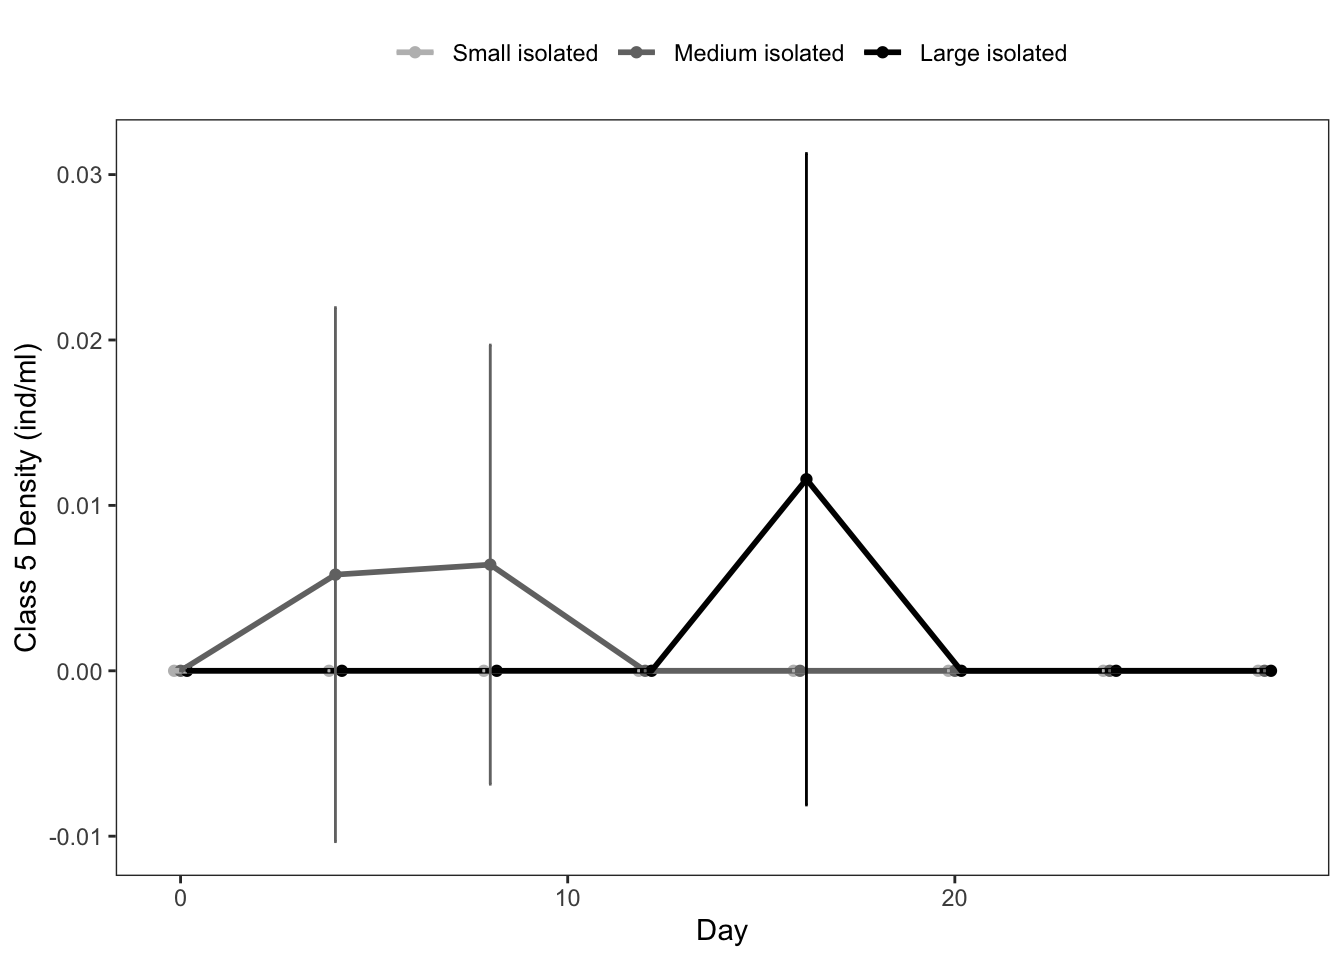 Small isolated Medium isolated Large isolated
Class 5 Density (ind/ml)
0.03
0.02
0.01
0.00
-0.01
0 10 20
Day